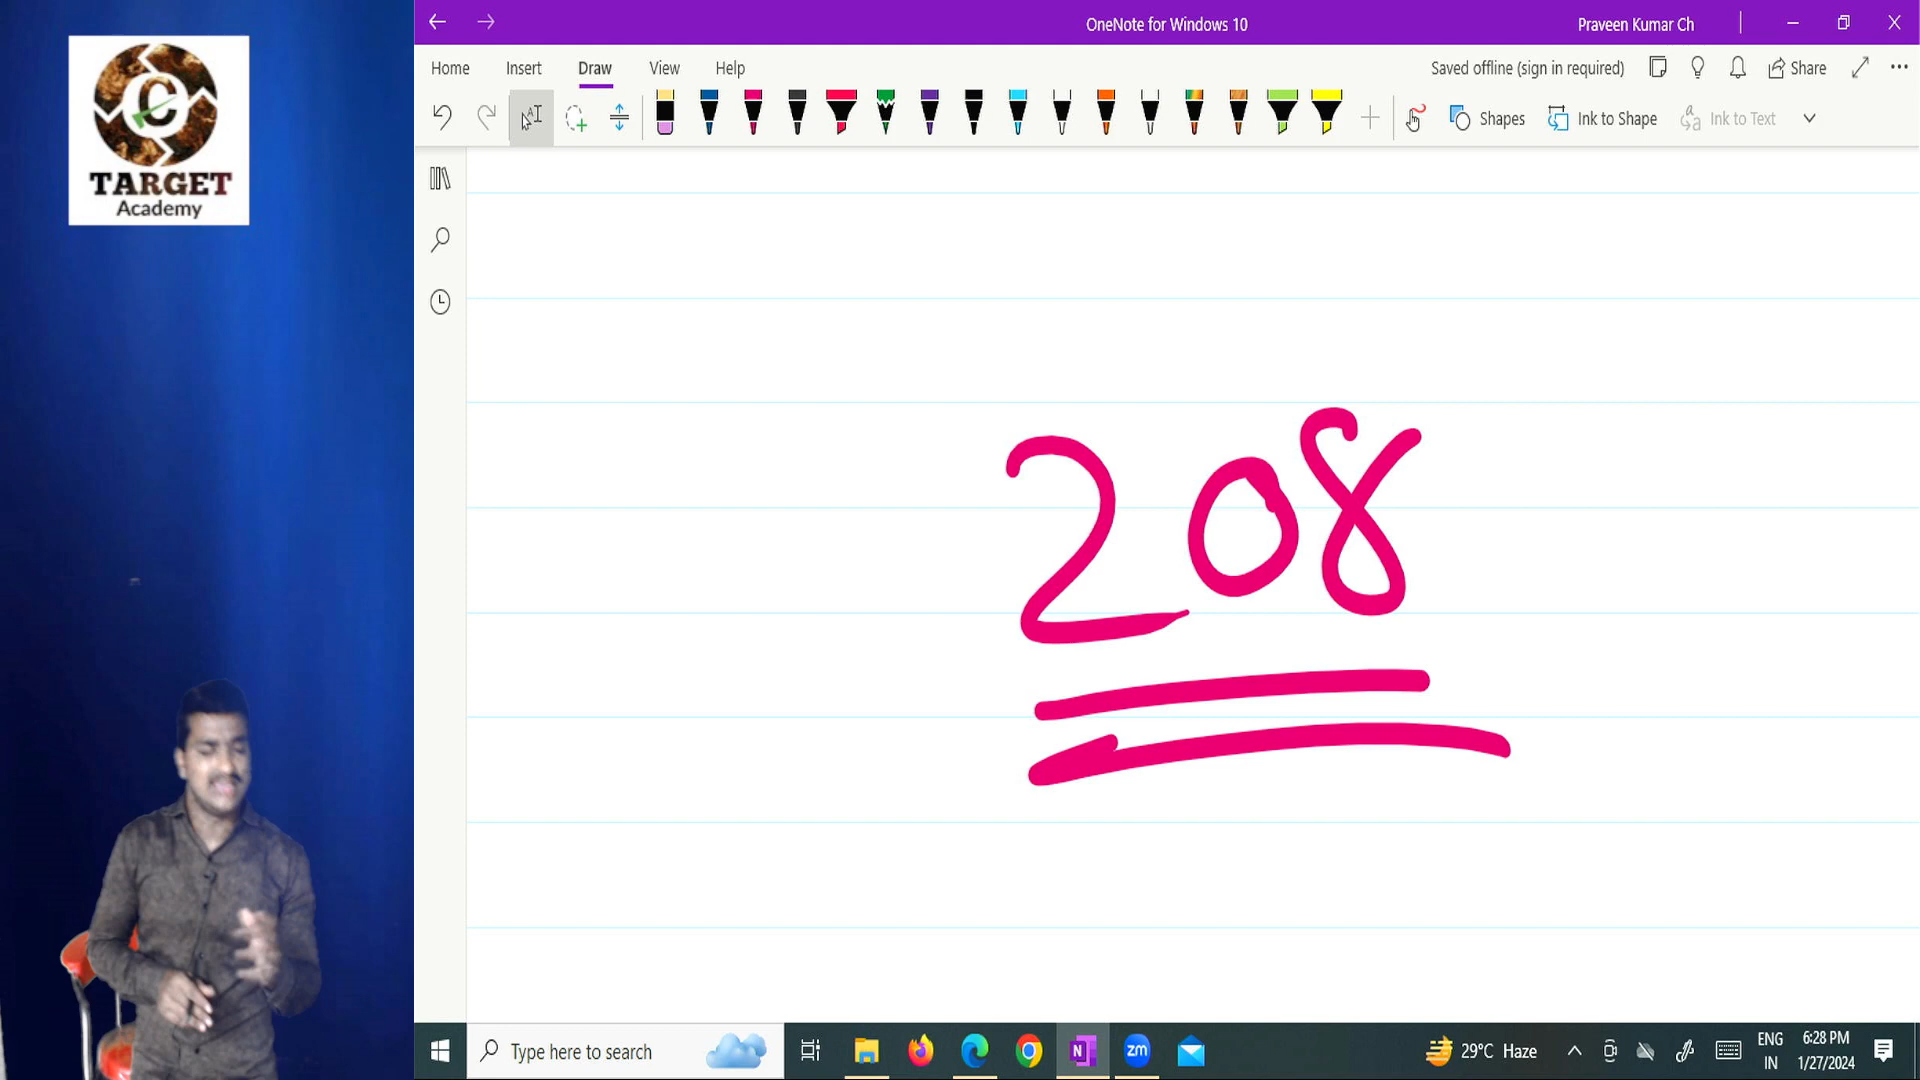 C
TARGET
Academy
OneNote for Windows 10
Praveen Kumar Ch
Home Insert Draw View Help
Saved offline (sign in required)
Share
Shapes
Ink to Shape
Ink to Text
208
Type here to search
N
zm
29°C Haze
ENG
IN
6:28 PM
1/27/2024